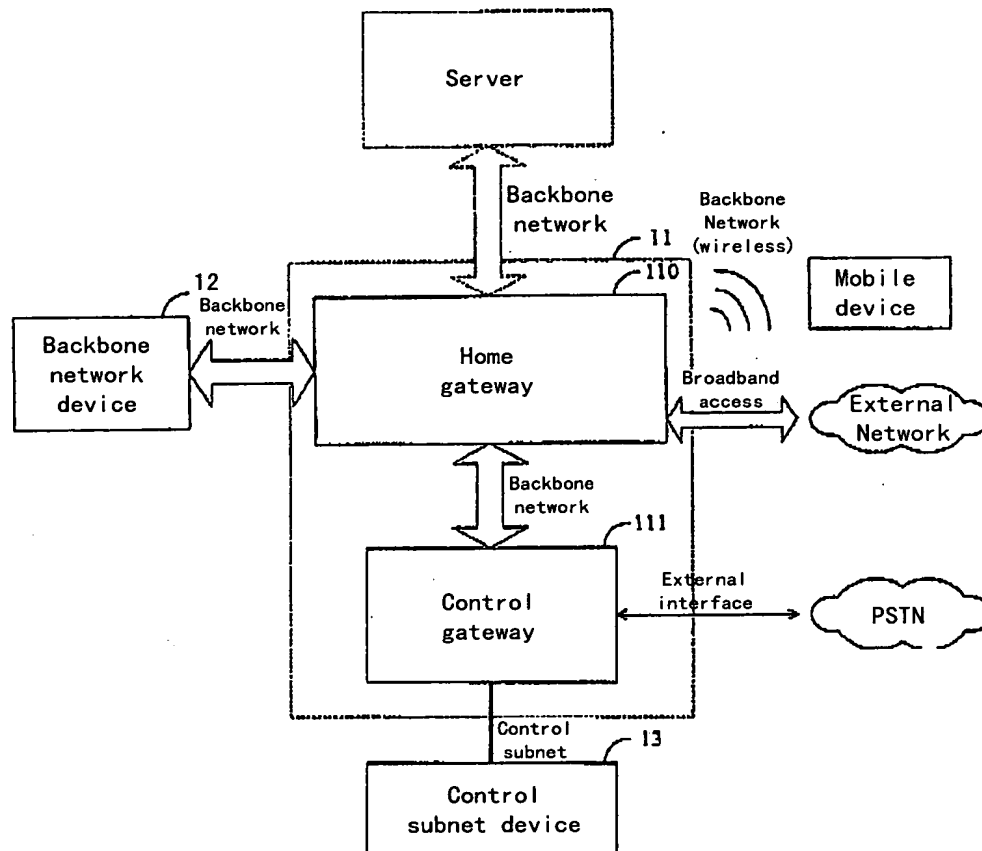 Server
Backbone
network
Backbone
Network
(wireless)
11
110
Mobile
device
12
Backbone
network
Backbone
network
device
Home
gateway
Broadband
access
External
Network
Backbone
network
111
Control
gateway
External
interface
PSTN
Control
subnet
13
Control
subnet device